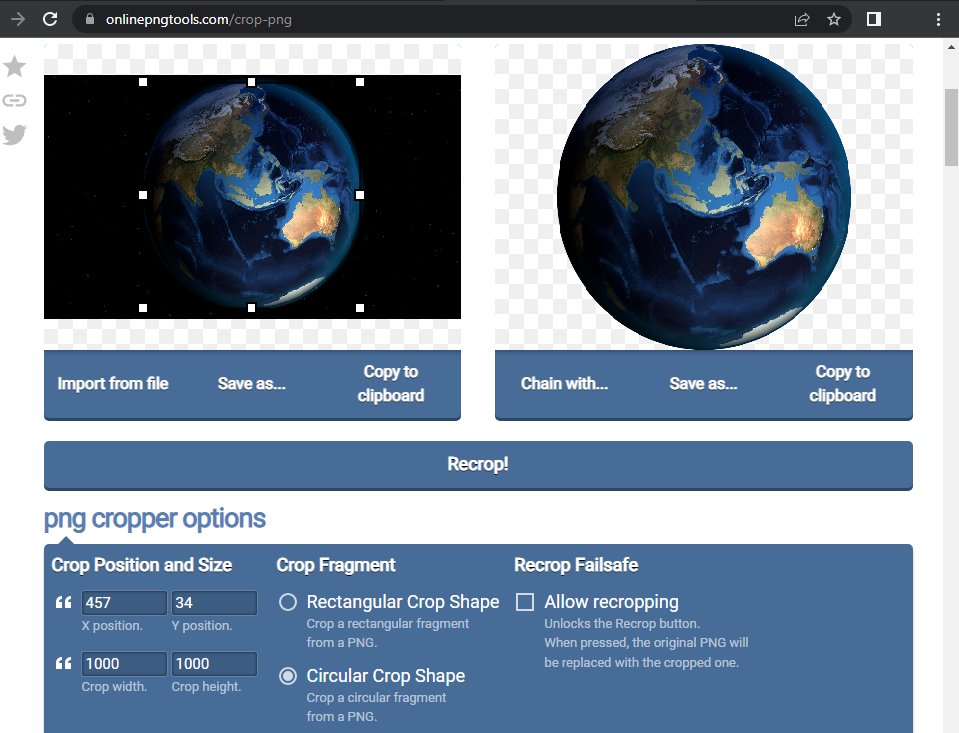 onlinepngtools.com/crop-png
Import from file
Save as...
Copy to
clipboard
Chain with...
Save as...
Copy to
clipboard
Recrop!
png cropper options
Crop Position and Size
457 34
X position. Y position.
1000 1000
Crop width. Crop height.
Crop Fragment
Rectangular Crop Shape
Crop a rectangular fragment
from a PNG.
Circular Crop Shape
Crop a circular fragment
from a PNG.
Recrop Failsafe
Allow recropping
Unlocks the Recrop button.
When pressed, the original PNG will
be replaced with the cropped one.